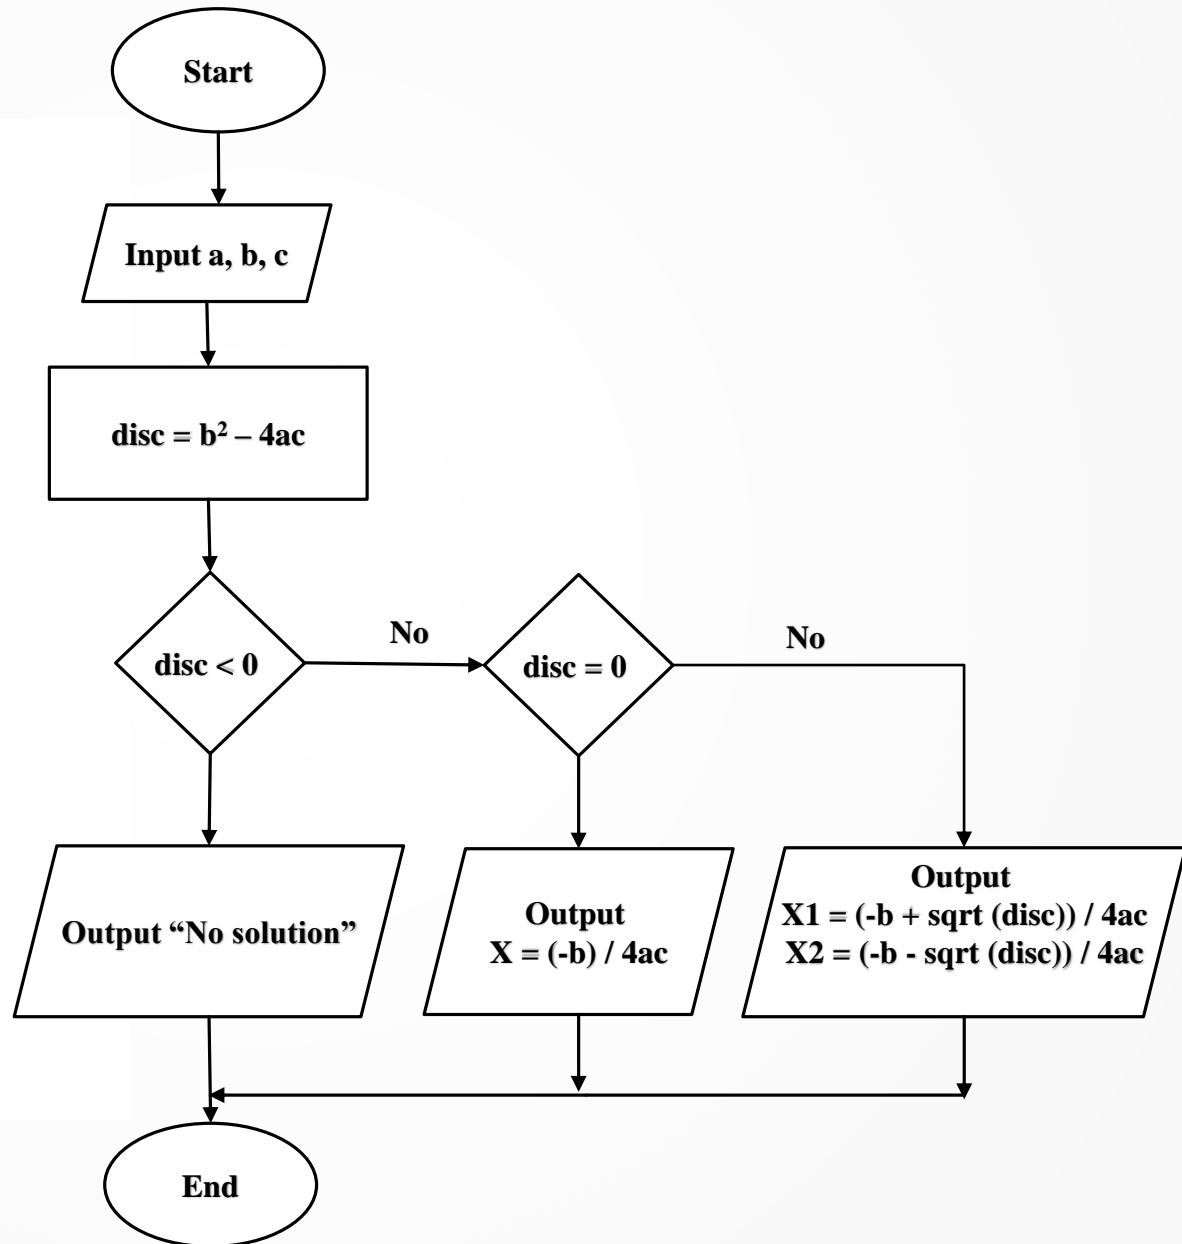 Start
Input a, b, c
disc = b² – 4ac
disc < 0
No
disc = 0
No
Output “No solution”
Output
X = (-b) / 4ac
Output
X1 = (-b + sqrt (disc)) / 4ac
X2 = (-b - sqrt (disc)) / 4ac
End